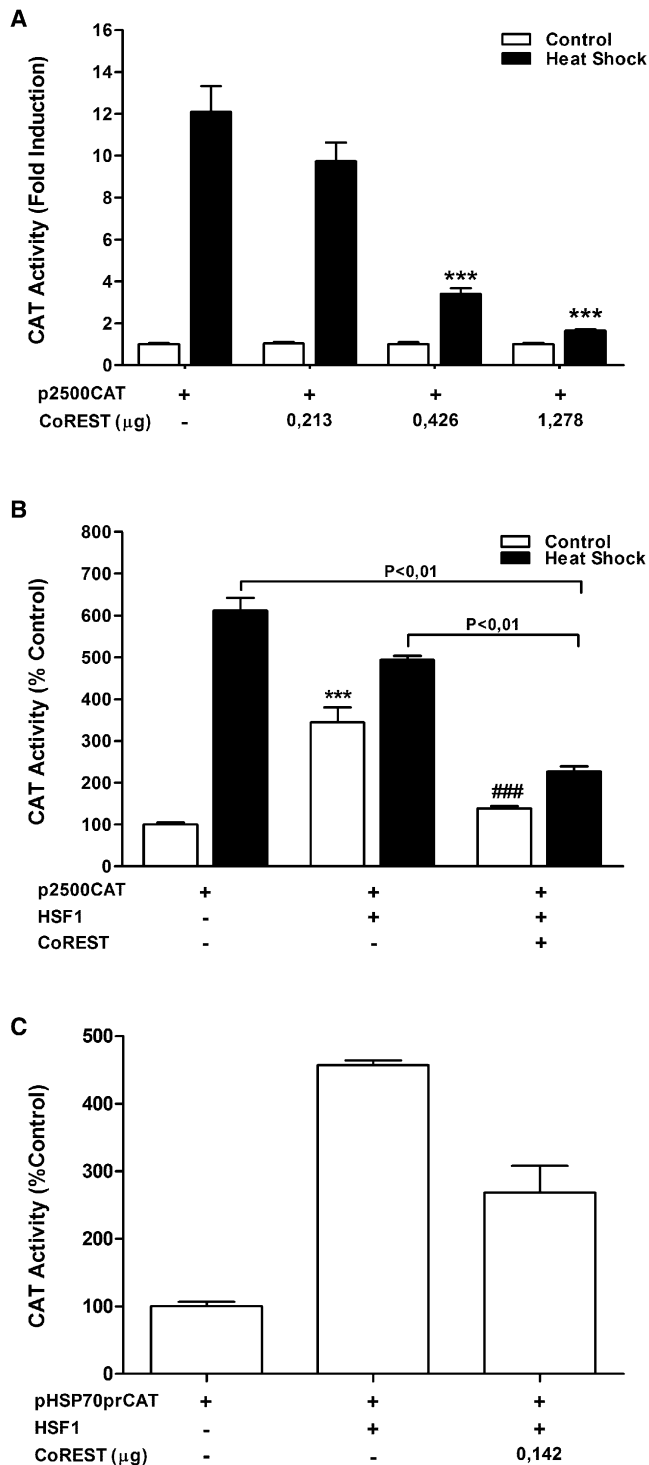 A
CAT Activity (Fold Induction)
16
14
12
10
8
6
4
2
0
Control
Heat Shock
***
***
p2500CAT + + + +
CoREST (μg) - 0,213 0,426 1,278
B
CAT Activity (% Control)
800
700
600
500
400
300
200
100
0
Control
Heat Shock
P<0,01
P<0,01
***
###
p2500CAT + + +
HSF1 - + +
CoREST - - +
C
CAT Activity (%Control)
500
400
300
200
100
0
pHSP70prCAT + + +
HSF1 - + +
CoREST (μg) - - 0,142